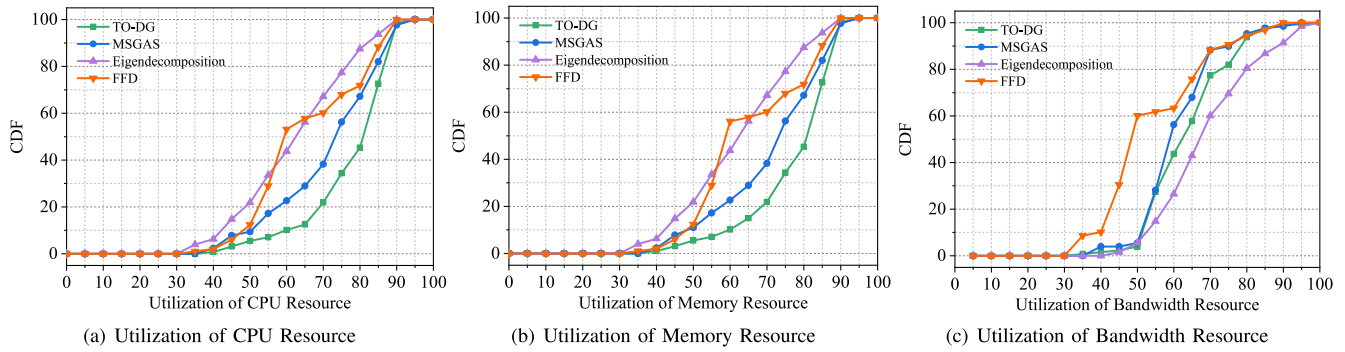 100
80
60
40
20
0
CDF
TO-DG
MSGAS
Eigendecomposition
FFD
0 10 20 30 40 50 60 70 80 90 100
Utilization of CPU Resource
(a) Utilization of CPU Resource
100
80
60
40
20
0
CDF
TO-DG
MSGAS
Eigendecomposition
FFD
0 10 20 30 40 50 60 70 80 90 100
Utilization of Memory Resource
(b) Utilization of Memory Resource
100
80
60
40
20
0
CDF
TO-DG
MSGAS
Eigendecomposition
FFD
0 10 20 30 40 50 60 70 80 90 100
Utilization of Bandwidth Resource
(c) Utilization of Bandwidth Resource